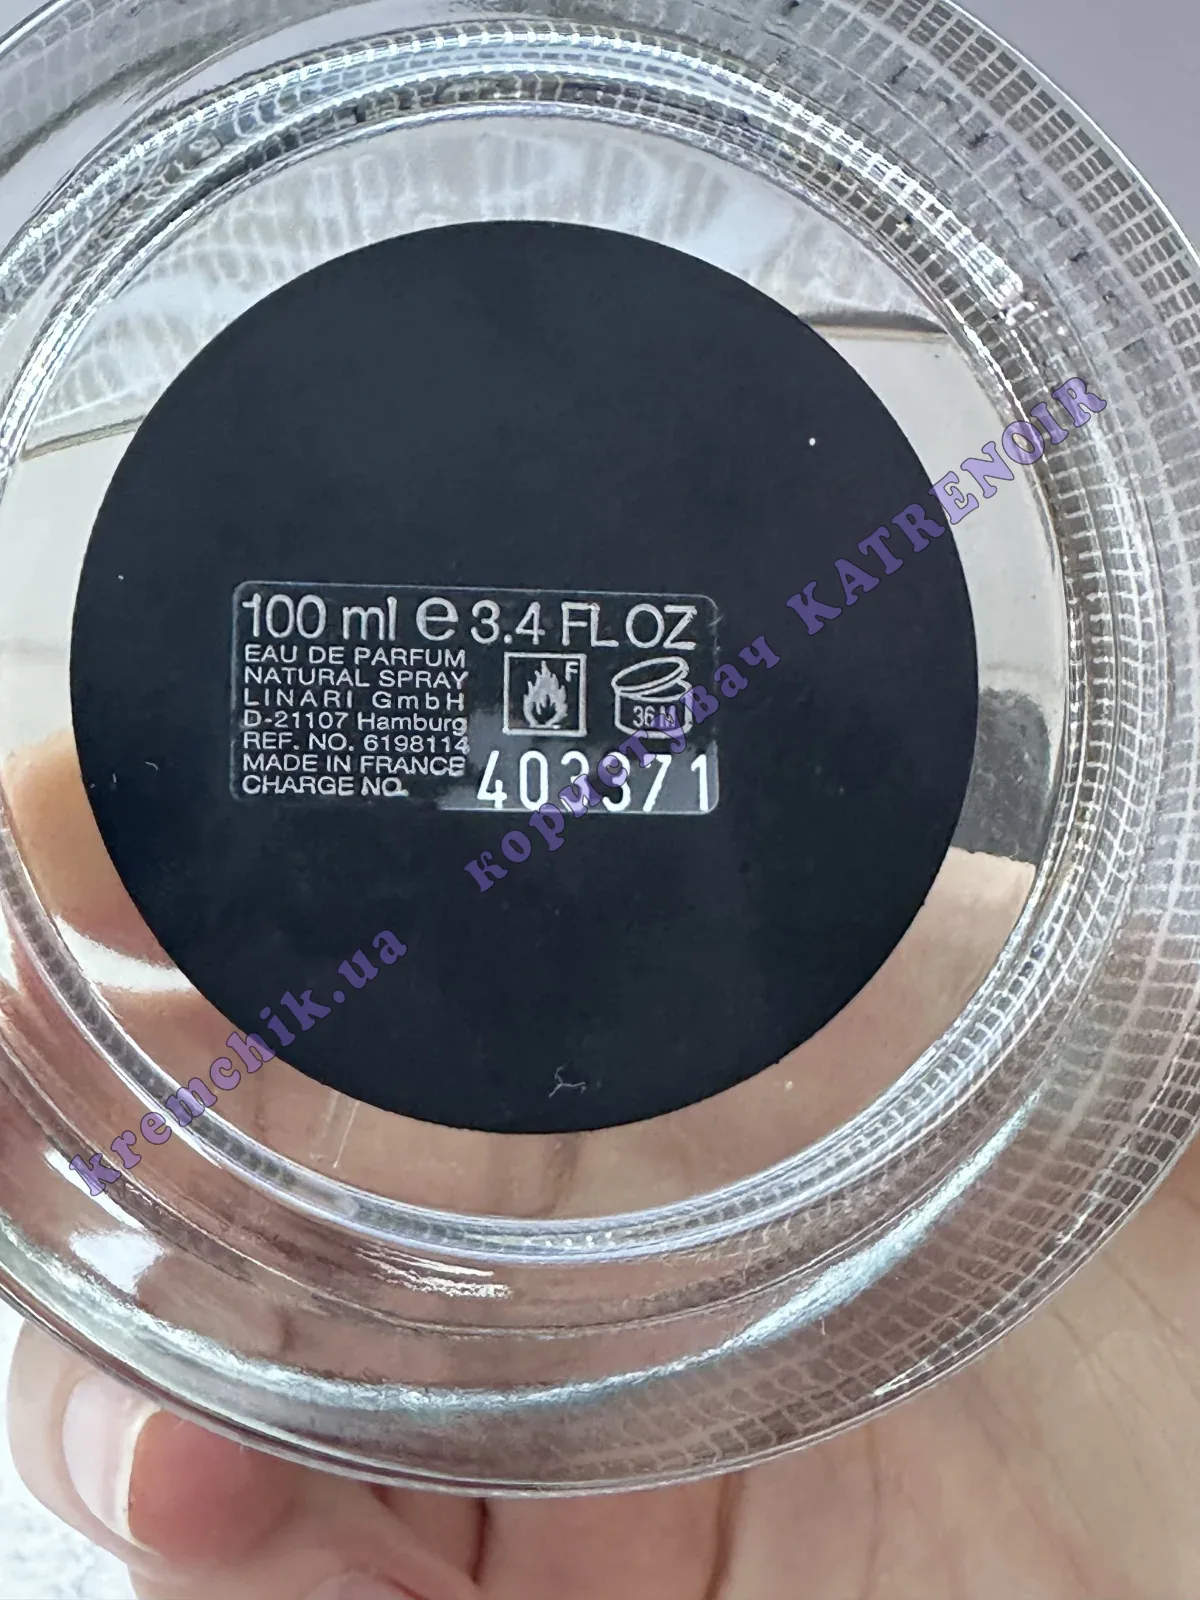 100 ml e 3.4 FL OZ
EAU DE PARFUM
NATURAL SPRAY
LINARI GmbH
D-21107 Hamburg
REF. NO. 6198114
MADE IN FRANCE
CHARGE NO.
F
36 M
403371
kremchik.ua користувач KATRENOIR